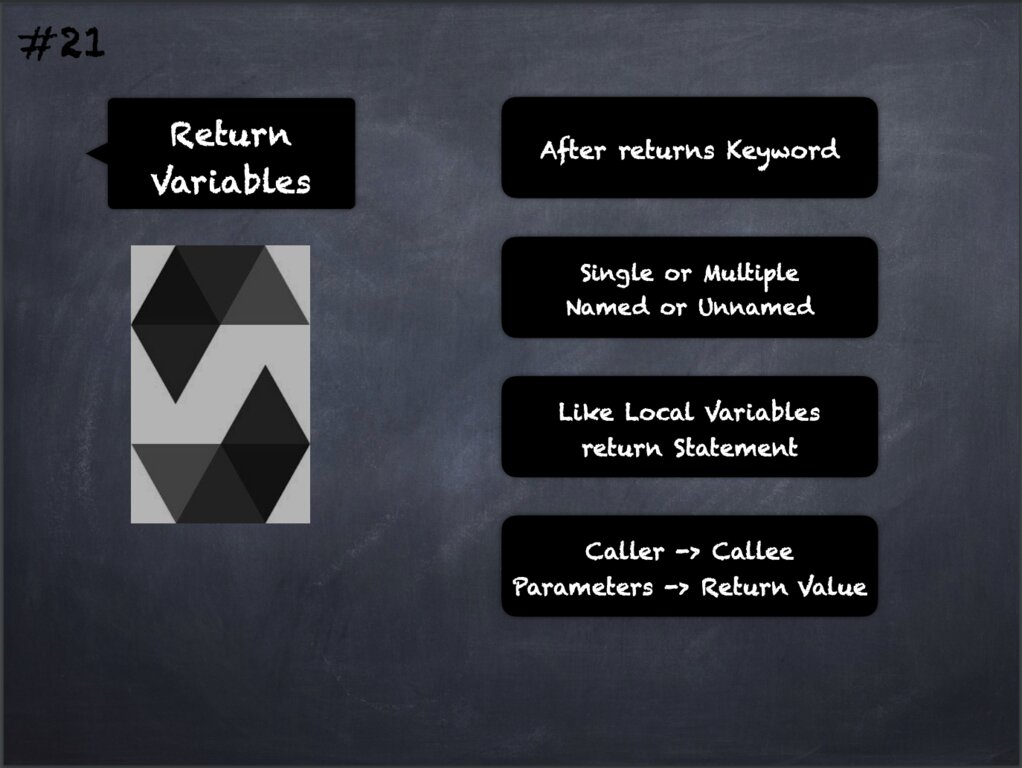 #21
Return
Variables
After returns Keyword
Single or Multiple
Named or Unnamed
Like Local Variables
return Statement
Caller -> Callee
Parameters -> Return Value